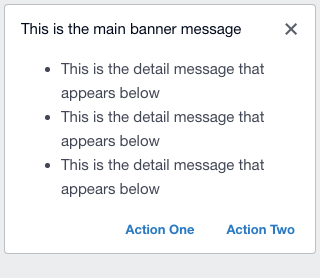 This is the main banner message
• This is the detail message that
appears below
• This is the detail message that
appears below
• This is the detail message that
appears below
Action One Action Two